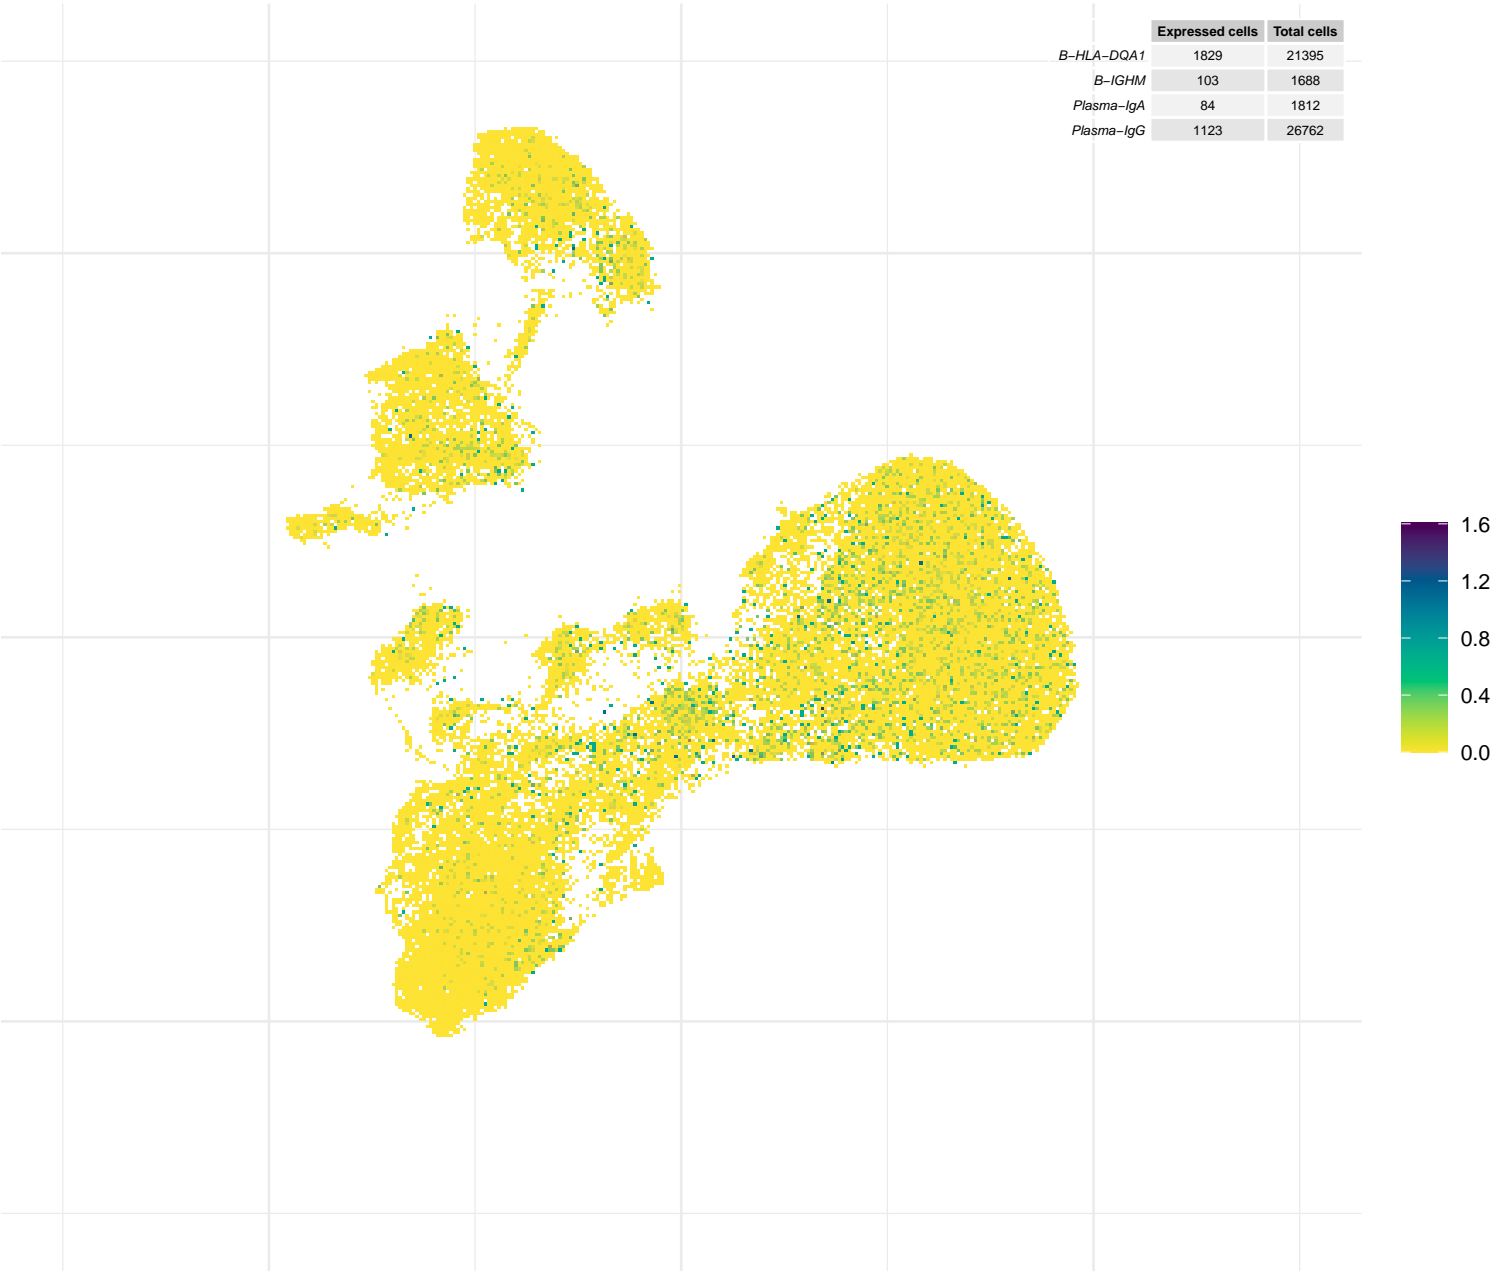 Expressed cells Total cells
B−HLA−DQA1 1829 21395
B−IGHM 103 1688
Plasma−IgA 84 1812
Plasma−IgG 1123 26762
1.6
1.2
0.8
0.4
0.0